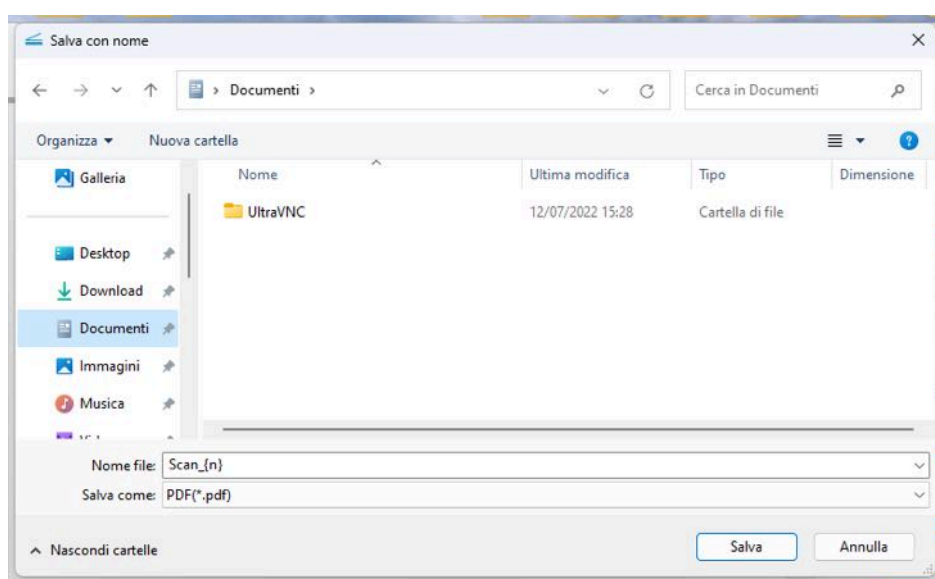 Salva con nome
Documenti
Cerca in Documenti
Organizza
Nuova cartella
?
Galleria
Nome
Ultima modifica
Tipo
Dimensione
UltraVNC
12/07/2022 15:28
Cartella di file
Desktop
Download
Documenti
Immagini
Musica
Nome file: Scan_{n}
Salva come: PDF(*.pdf)
Nascondi cartelle
Salva
Annulla